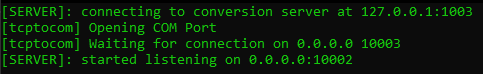 [SERVER]: connecting to conversion server at 127.0.0.1:1003
[tcptocom] Opening COM Port
[tcptocom] Waiting for connection on 0.0.0.0 10003
[SERVER]: started listening on 0.0.0.0:10002